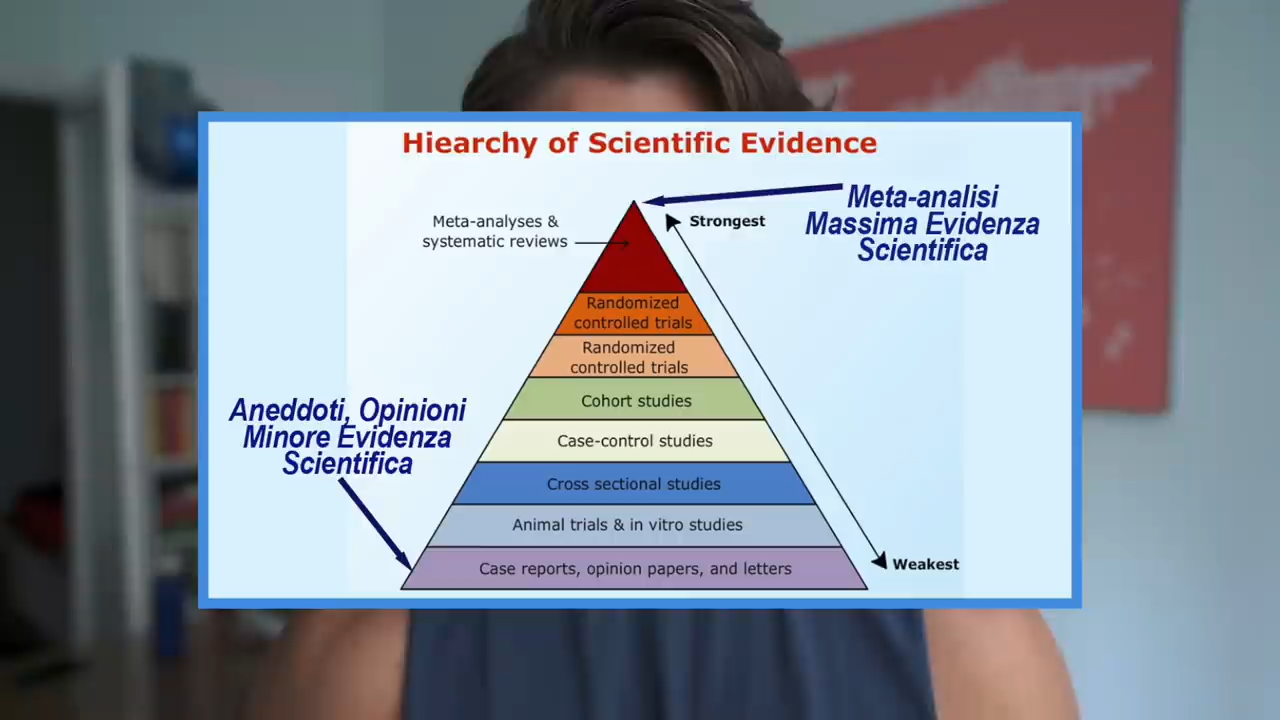 Hiearchy of Scientific Evidence
Meta-analisi
Massima Evidenza
Scientifica
Meta-analyses &
systematic reviews
Strongest
Randomized
controlled trials
Randomized
controlled trials
Cohort studies
Aneddoti, Opinioni
Minore Evidenza
Scientifica
Case-control studies
Cross sectional studies
Animal trials & in vitro studies
Case reports, opinion papers, and letters
Weakest